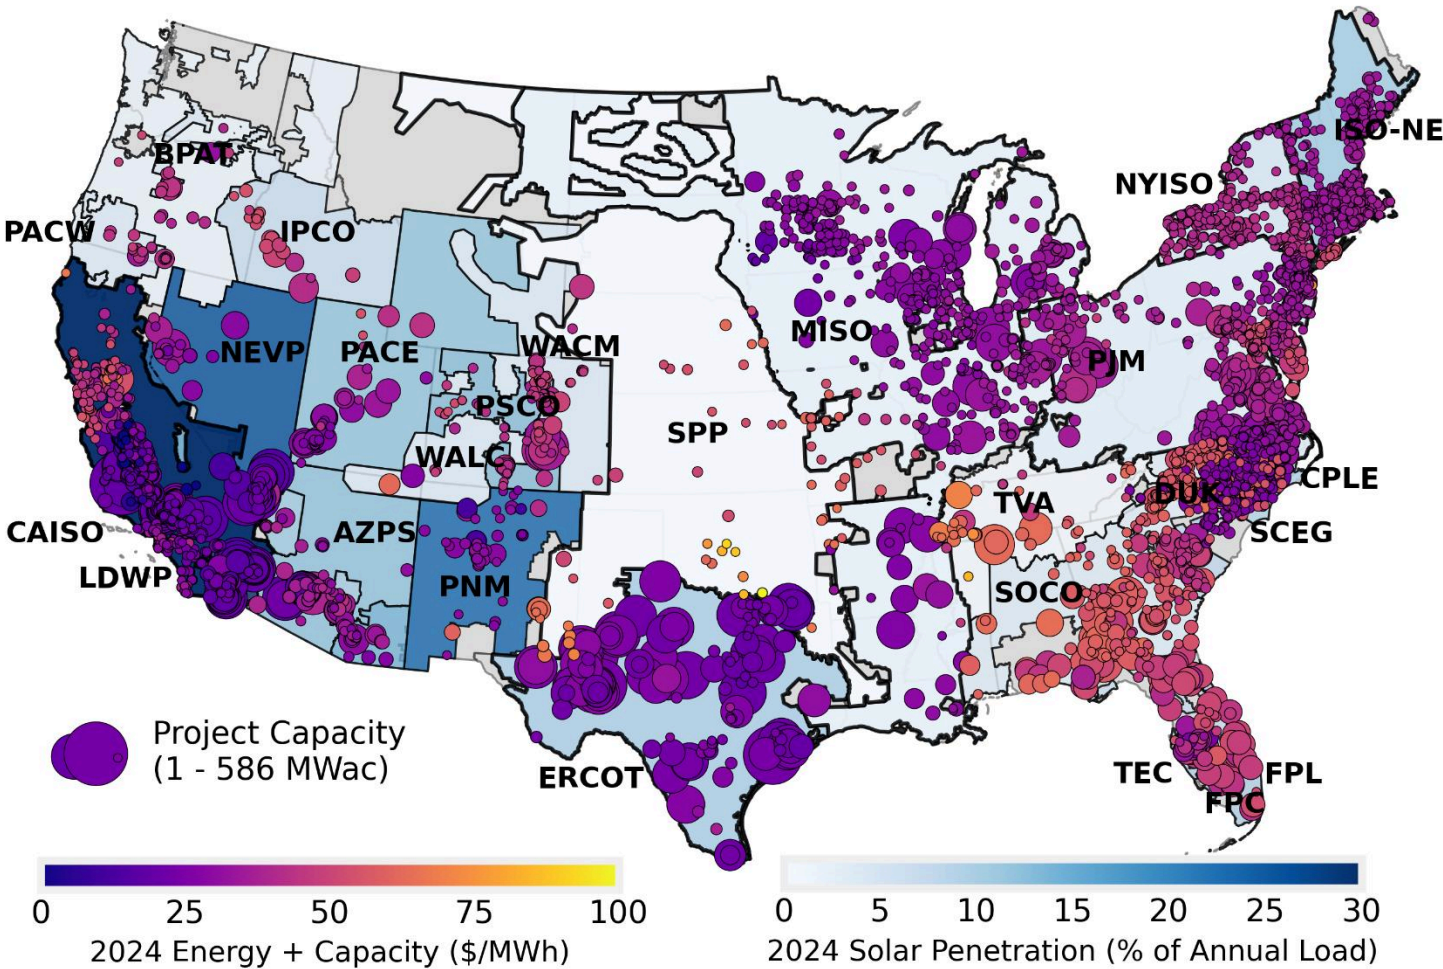 ISO-NE
BPAT
NYISO
PACW
IPCO
MISO
NEVP
PACE
WACM
PJM
PSCO
SPP
WALC
CPLE
DUK
TVA
CAISO
AZPS
SCEG
LDWP
PNM
SOCO
Project Capacity
(1 - 586 MWac)
ERCOT
TEC
FPL
FPC
0 25 50 75 100
2024 Energy + Capacity ($/MWh)
0 5 10 15 20 25 30
2024 Solar Penetration (% of Annual Load)